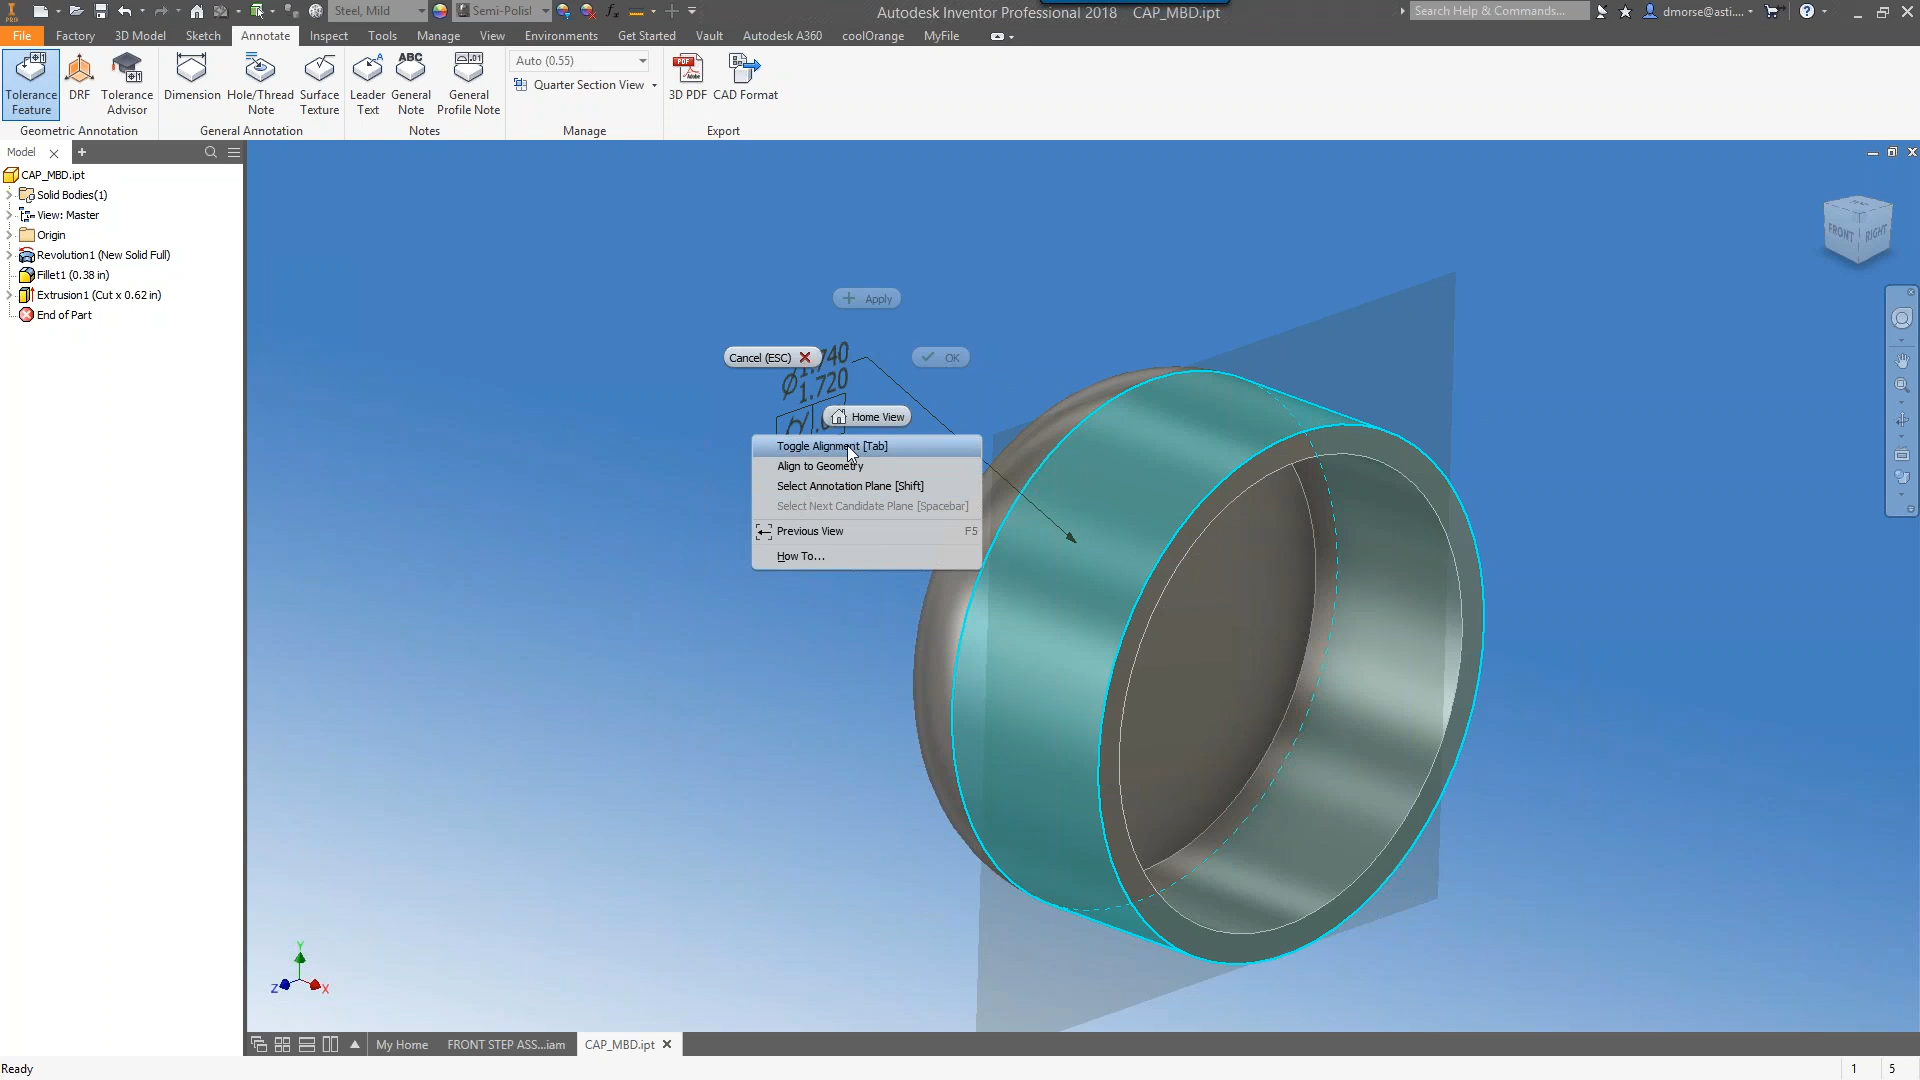 PRO
Steel, Mild
Semi-Polisl
Autodesk Inventor Professional 2018 CAP_MBD.ipt
Search Help & Commands...
dmorse@asti....
File Factory 3D Model Sketch Annotate Inspect Tools Manage View Environments Get Started Vault Autodesk A360 coolOrange MyFile
Tolerance Feature
DRF
Tolerance Advisor
Dimension
Hole/Thread Note
Surface Texture
Leader Text
ABC
General Note
.01
General Profile Note
Auto (0.55)
Quarter Section View
PDF
Adobe
3D PDF
CAD Format
Geometric Annotation
General Annotation
Notes
Manage
Export
Model
CAP_MBD.ipt
Solid Bodies(1)
View: Master
Origin
Revolution1 (New Solid Full)
Fillet1 (0.38 in)
Extrusion1 (Cut x 0.62 in)
End of Part
TOP
FRONT
RIGHT
Apply
Cancel (ESC)
OK
740
Ø1.720
Home View
Toggle Alignment [Tab]
Align to Geometry
Select Annotation Plane [Shift]
Select Next Candidate Plane [Spacebar]
Previous View F5
How To...
Y
Z
X
My Home FRONT STEP ASS...iam CAP_MBD.ipt
Ready
1 5